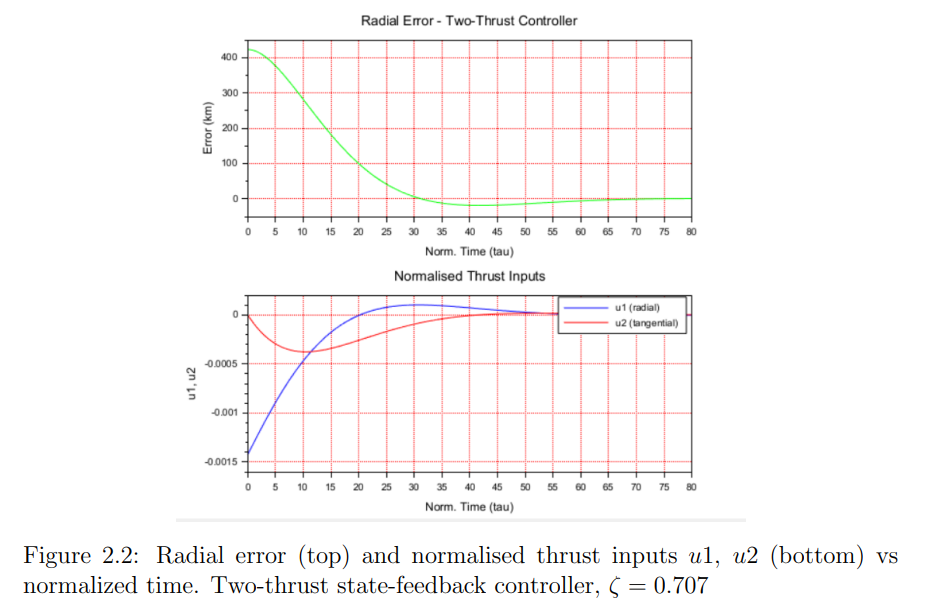 Radial Error - Two-Thrust Controller
400
300
200
100
0
Error (km)
0 5 10 15 20 25 30 35 40 45 50 55 60 65 70 75 80
Norm. Time (tau)
Normalised Thrust Inputs
0
-0.0005
-0.001
-0.0015
u1, u2
u1 (radial)
u2 (tangential)
0 5 10 15 20 25 30 35 40 45 50 55 60 65 70 75 80
Norm. Time (tau)
Figure 2.2: Radial error (top) and normalised thrust inputs u1, u2 (bottom) vs
normalized time. Two-thrust state-feedback controller, ζ = 0.707